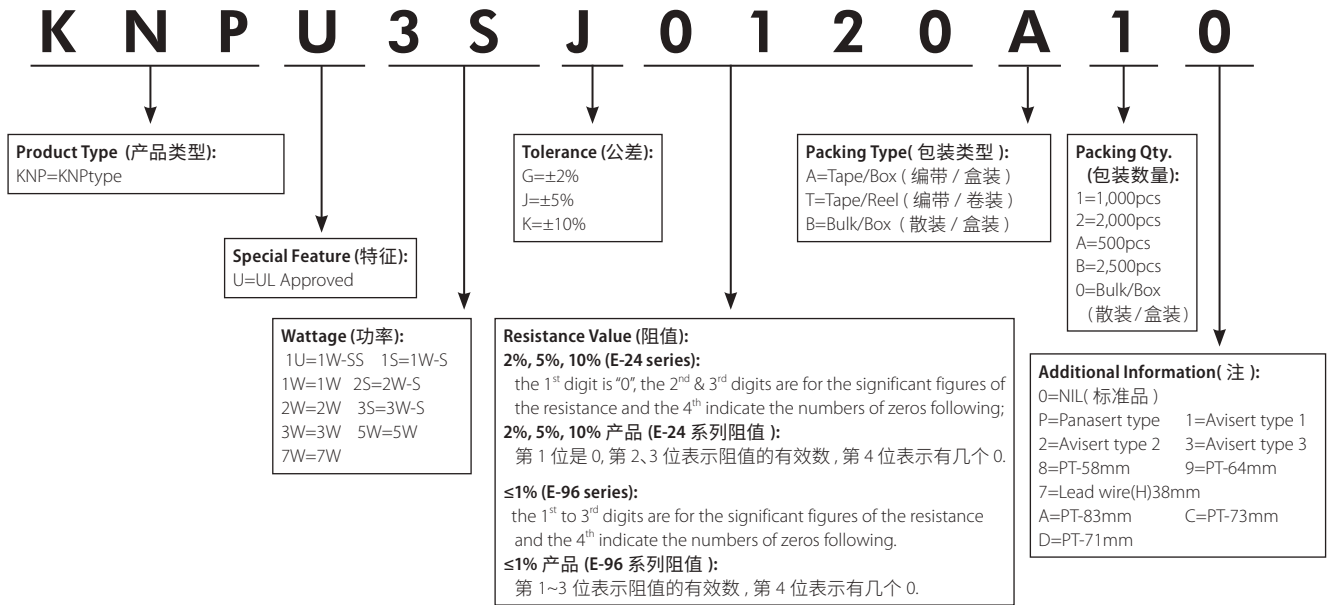 K N P U 3 S J 0 1 2 0 A 1 0
Product Type (产品类型):
KNP=KNPtype
Special Feature (特征):
U=UL Approved
Wattage (功率):
1U=1W-SS 1S=1W-S
1W=1W 2S=2W-S
2W=2W 3S=3W-S
3W=3W 5W=5W
7W=7W
Tolerance (公差):
G=±2%
J=±5%
K=±10%
Resistance Value (阻值):
2%, 5%, 10% (E-24 series):
the 1st digit is "0", the 2nd & 3rd digits are for the significant figures of
the resistance and the 4th indicate the numbers of zeros following;
2%, 5%, 10% 产品 (E-24 系列阻值 ):
第 1 位是 0, 第 2、3 位表示阻值的有效数 , 第 4 位表示有几个 0.
≤1% (E-96 series):
the 1st to 3rd digits are for the significant figures of the resistance
and the 4th indicate the numbers of zeros following.
≤1% 产品 (E-96 系列阻值 ):
第 1~3 位表示阻值的有效数 , 第 4 位表示有几个 0.
Packing Type( 包装类型 ):
A=Tape/Box ( 编带 / 盒装 )
T=Tape/Reel ( 编带 / 卷装 )
B=Bulk/Box ( 散装 / 盒装 )
Packing Qty.
(包装数量):
1=1,000pcs
2=2,000pcs
A=500pcs
B=2,500pcs
0=Bulk/Box
(散装/盒装)
Additional Information( 注 ):
0=NIL( 标准品 )
P=Panasert type 1=Avisert type 1
2=Avisert type 2 3=Avisert type 3
8=PT-58mm 9=PT-64mm
7=Lead wire(H)38mm
A=PT-83mm C=PT-73mm
D=PT-71mm